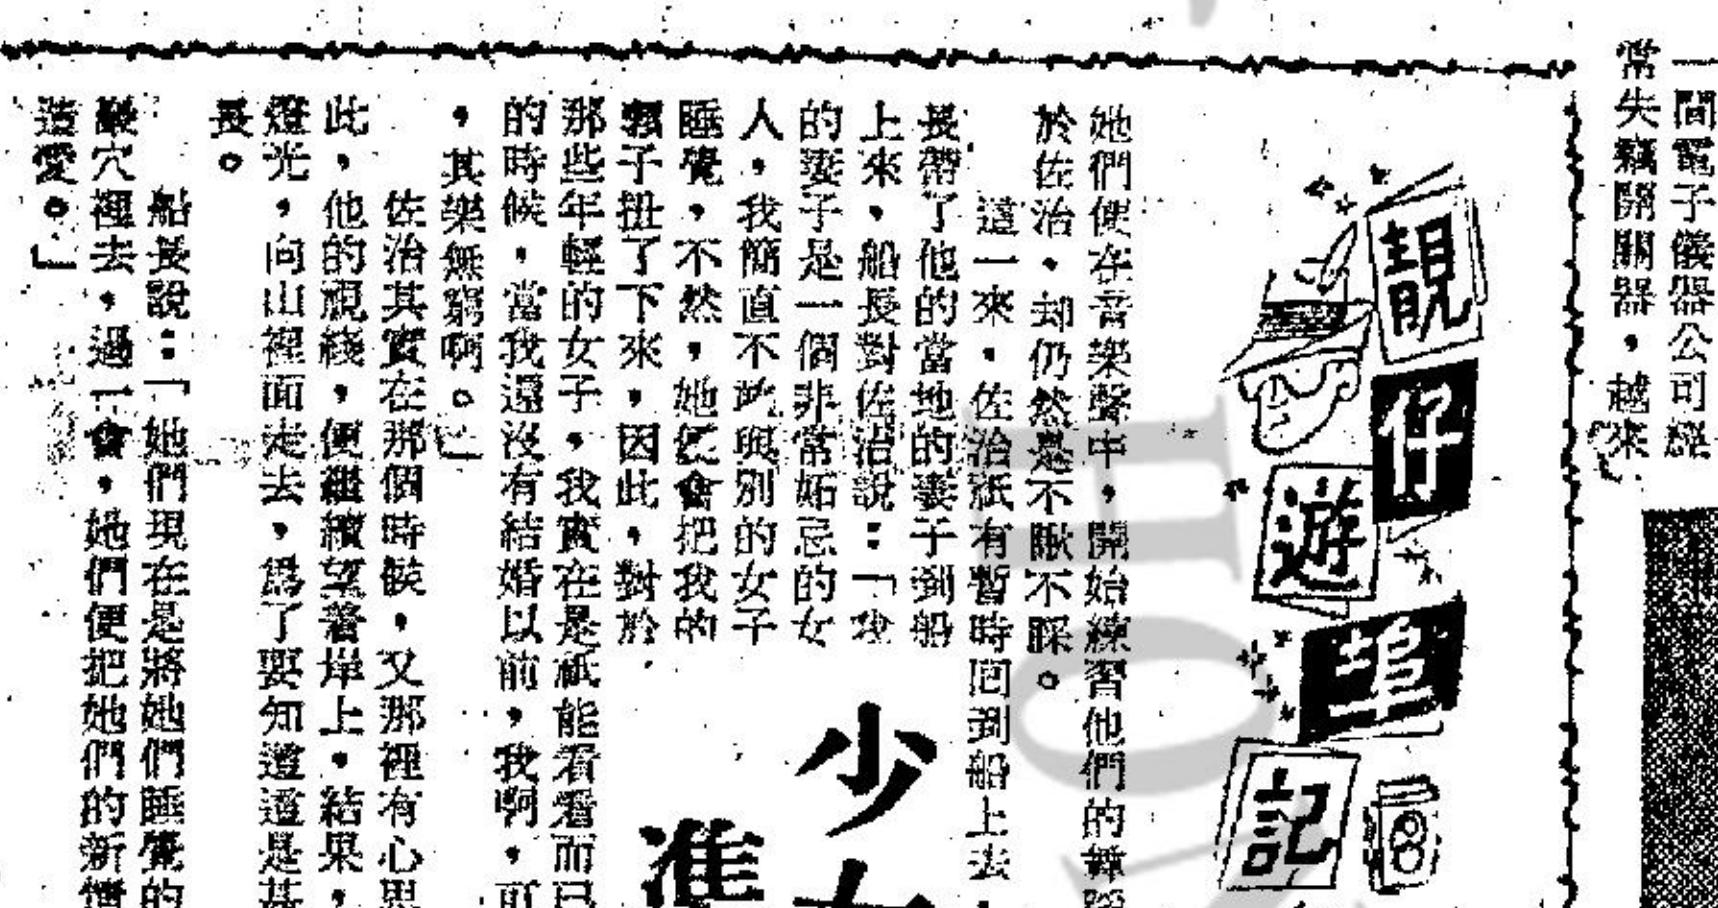 一間電子儀器公司經
常失竊開關器，越來
靚仔遊埠記
她們便在音樂聲中，開始練習他們的舞蹈
於佐治，却仍然是不瞅不睬。
這一來，佐治祇有暫時回到船上去，
長帶了他的當地的妻子到船
上來，船長對佐治說：「我
的妻子是一個非常妬忌的女
人，我簡直不敢與別的女子
睡覺，不然，她便會把我的
頸子扭了下來，因此，對於
那些年輕的女子，我實在是祇能看看而已
的時候，當我還沒有結婚以前，我啊，可
，其樂無窮啊。」
佐治其實在那個時候，又那裡有心思
此，他的視綫，便繼續望著岸上，結果，
燈光，向山裡面走去，爲了要知道這是甚
長。
船長說：「她們現在是將她們睡覺的
巖穴裡去，過一會，她們便把她們的新情
造愛。」
少女
準